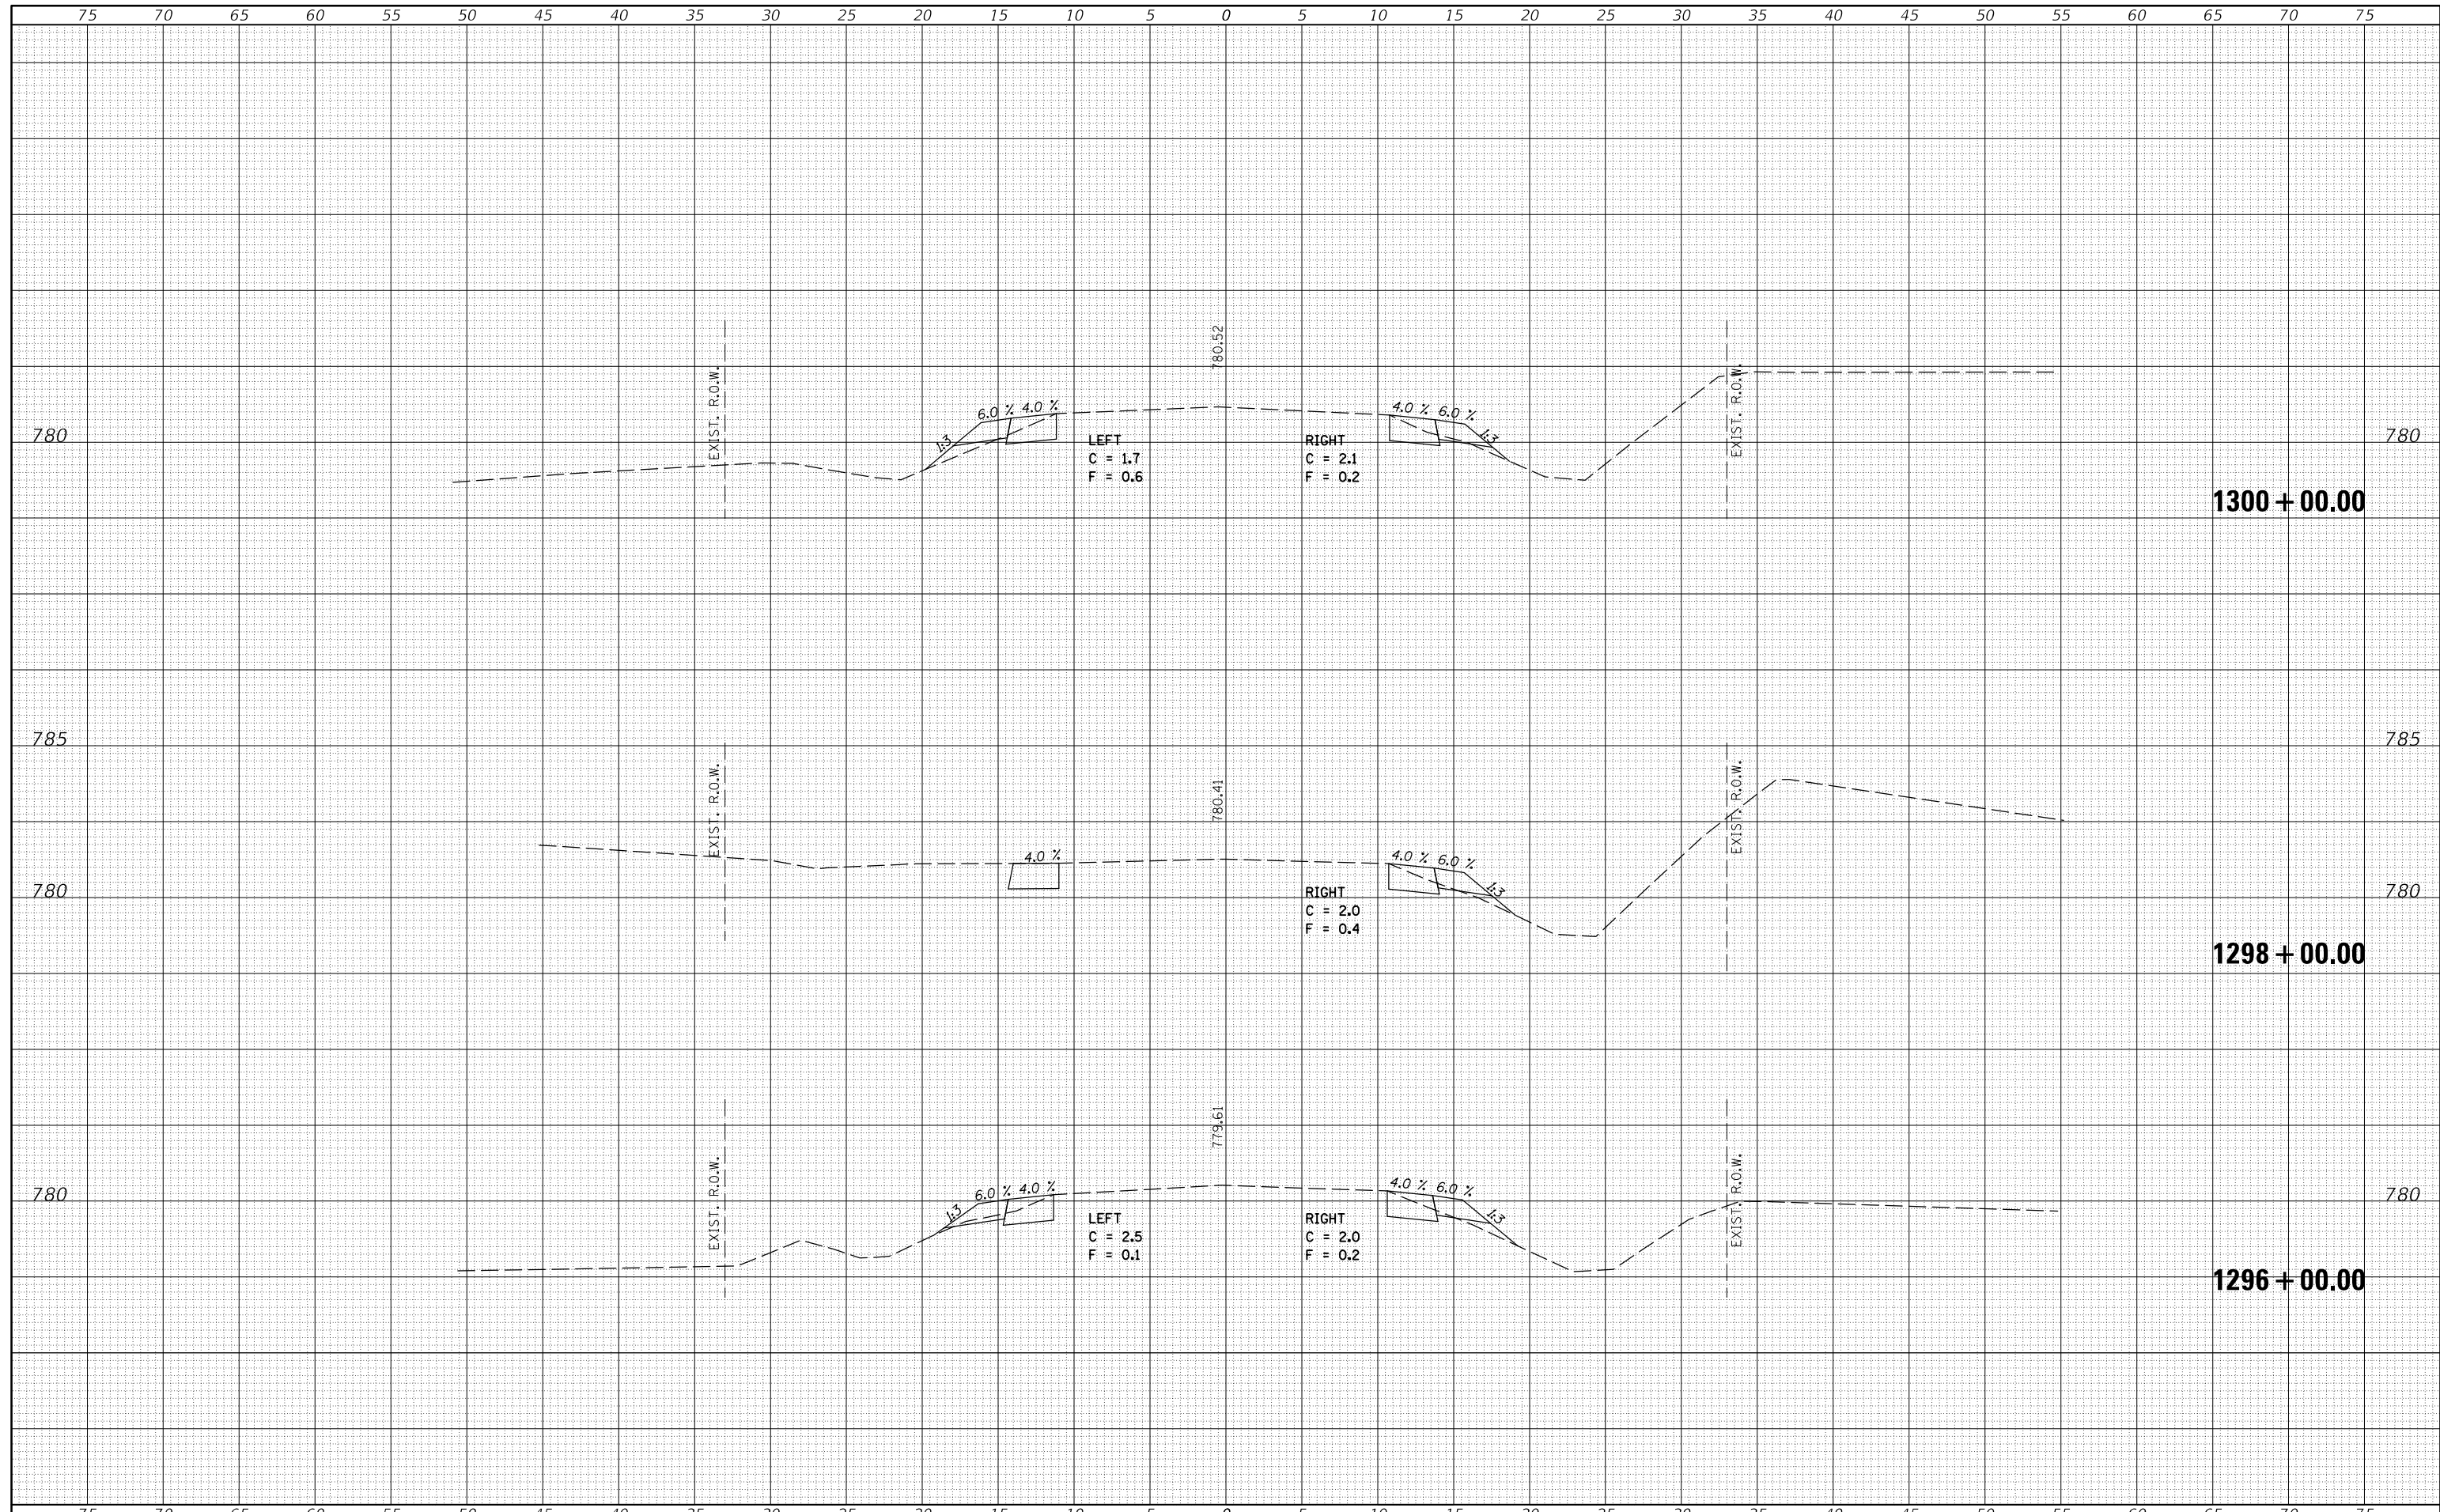 75 70 65 60 55 50 45 40 35 30 25 20 15 10 5 0 5 10 15 20 25 30 35 40 45 50 55 60 65 70 75
780.52
EXIST. R.O.W.
EXIST. R.O.W.
6.0 % 4.0 %
4.0 % 6.0 %
1:3
1:3
780
780
LEFT
C = 1.7
F = 0.6
RIGHT
C = 2.1
F = 0.2
1300 + 00.00
785
785
780.41
EXIST. R.O.W.
EXIST. R.O.W.
4.0 %
4.0 % 6.0 %
1:3
780
780
RIGHT
C = 2.0
F = 0.4
1298 + 00.00
779.61
EXIST. R.O.W.
EXIST. R.O.W.
6.0 % 4.0 %
4.0 % 6.0 %
1:3
1:3
780
780
LEFT
C = 2.5
F = 0.1
RIGHT
C = 2.0
F = 0.2
1296 + 00.00
75 70 65 60 55 50 45 40 35 30 25 20 15 10 5 0 5 10 15 20 25 30 35 40 45 50 55 60 65 70 75